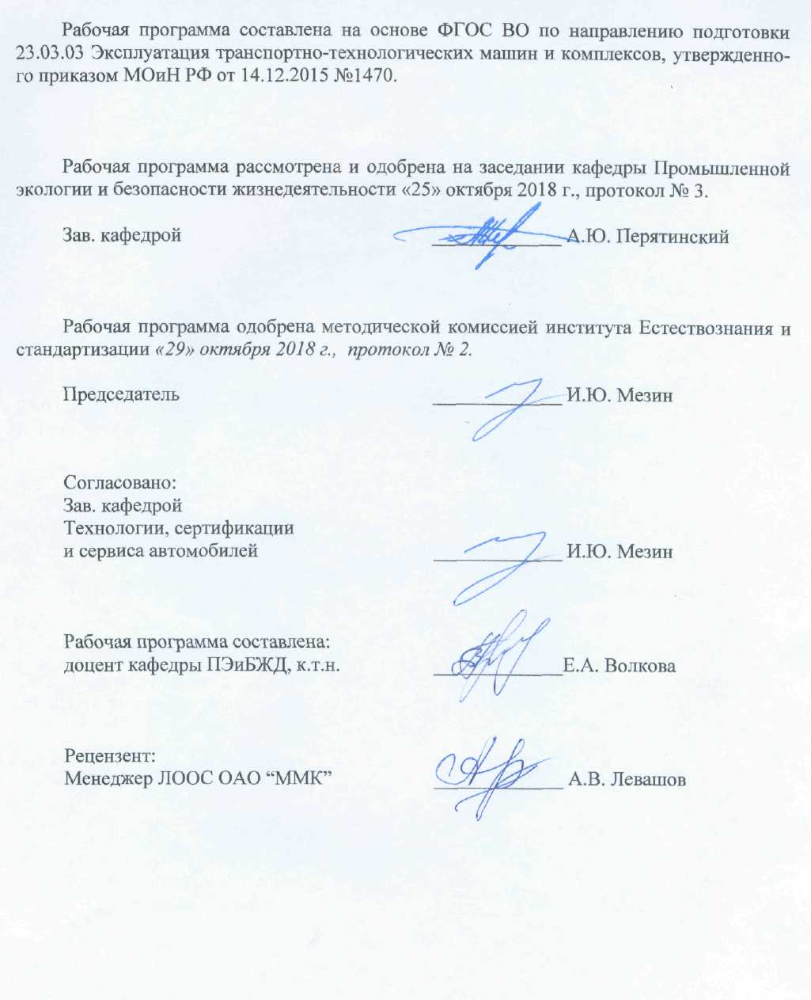 Рабочая программа составлена на основе ФГОС ВО по направлению подготовки
23.03.03 Эксплуатация транспортно-технологических машин и комплексов, утвержденно-
го приказом МОиН РФ от 14.12.2015 №1470.
Рабочая программа рассмотрена и одобрена на заседании кафедры Промышленной
экологии и безопасности жизнедеятельности «25» октября 2018 г., протокол № 3.
Зав. кафедрой А.Ю. Перятинский
Рабочая программа одобрена методической комиссией института Естествознания и
стандартизации «29» октября 2018 г., протокол № 2.
Председатель И.Ю. Мезин
Согласовано:
Зав. кафедрой
Технологии, сертификации
и сервиса автомобилей И.Ю. Мезин
Рабочая программа составлена:
доцент кафедры ПЭиБЖД, к.т.н. Е.А. Волкова
Рецензент:
Менеджер ЛООС ОАО “ММК” А.В. Левашов